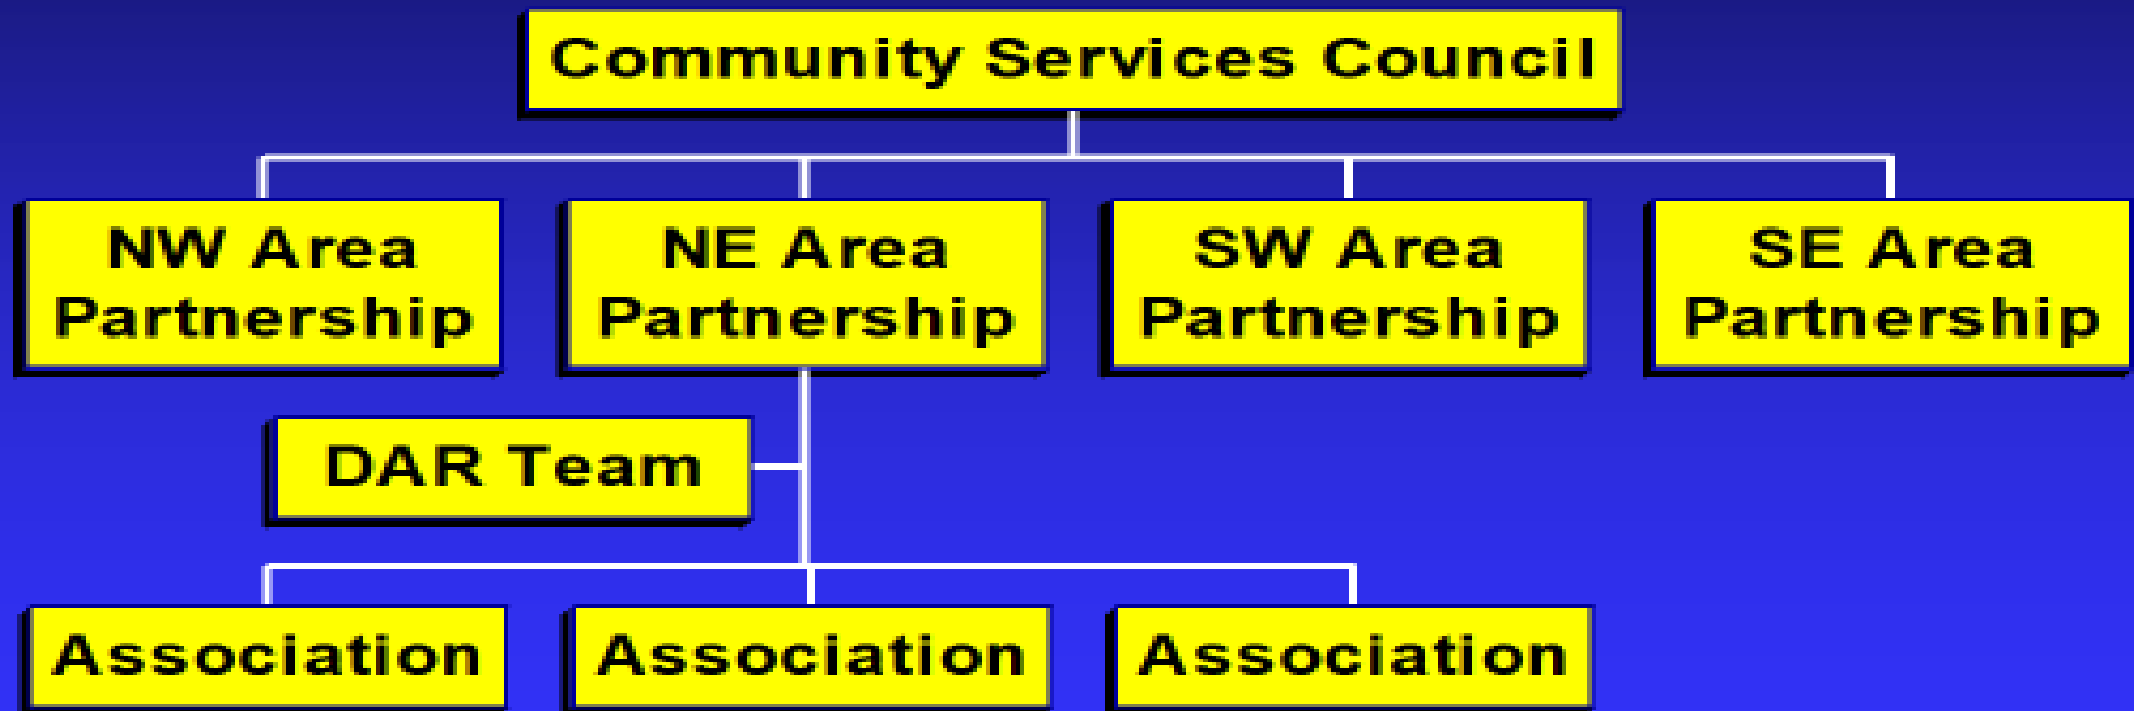 Community Services Council
NW Area
Partnership
NE Area
Partnership
SW Area
Partnership
SE Area
Partnership
DAR Team
Association
Association
Association